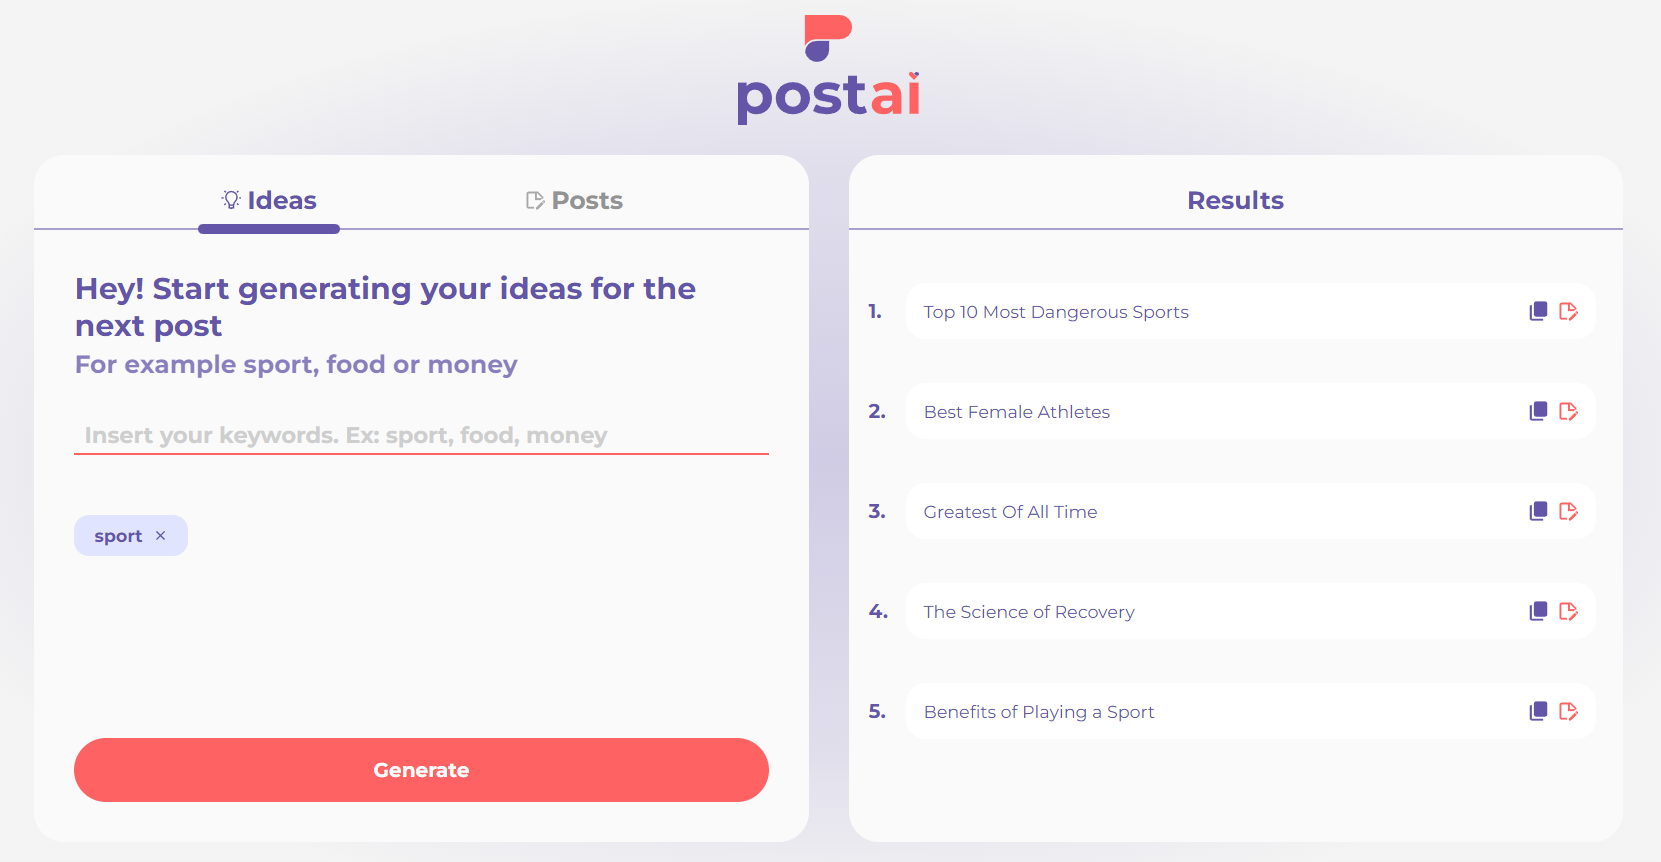 postai
Ideas
Posts
Hey! Start generating your ideas for the
next post
For example sport, food or money
Insert your keywords. Ex: sport, food, money
sport ×
Generate
Results
1. Top 10 Most Dangerous Sports
2. Best Female Athletes
3. Greatest Of All Time
4. The Science of Recovery
5. Benefits of Playing a Sport